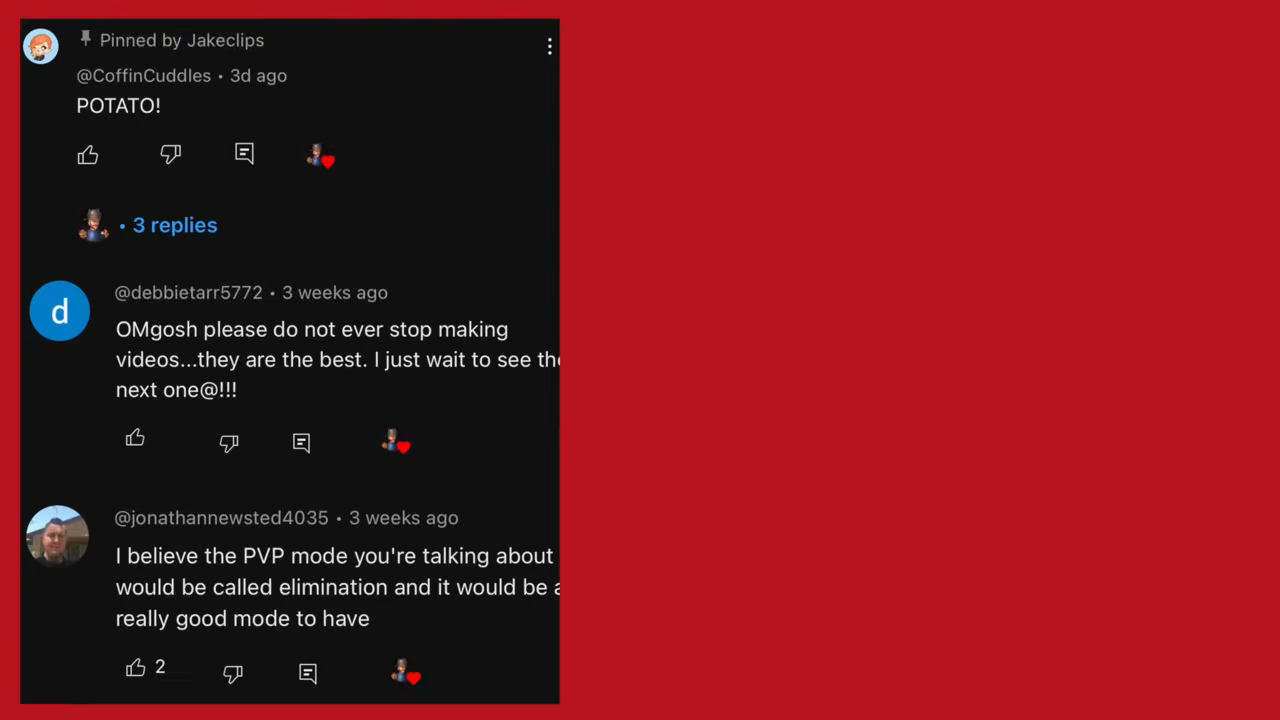 Pinned by Jakeclips
@CoffinCuddles • 3d ago
POTATO!
• 3 replies
d
@debbietarr5772 • 3 weeks ago
OMgosh please do not ever stop making
videos...they are the best. I just wait to see the
next one@!!!
@jonathannewsted4035 • 3 weeks ago
I believe the PVP mode you're talking about
would be called elimination and it would be a
really good mode to have
2